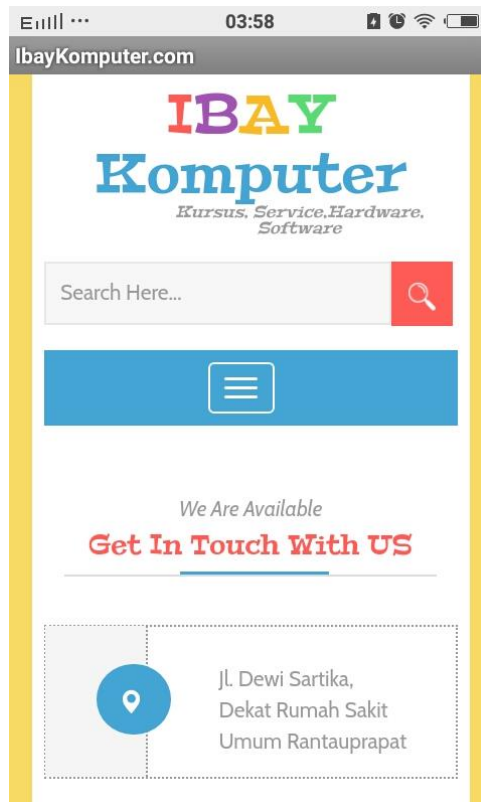 E 03:58
IbayKomputer.com
IBAY
Komputer
Kursus, Service,Hardware,
Software
Search Here...
We Are Available
Get In Touch With US
Jl. Dewi Sartika,
Dekat Rumah Sakit
Umum Rantauprapat